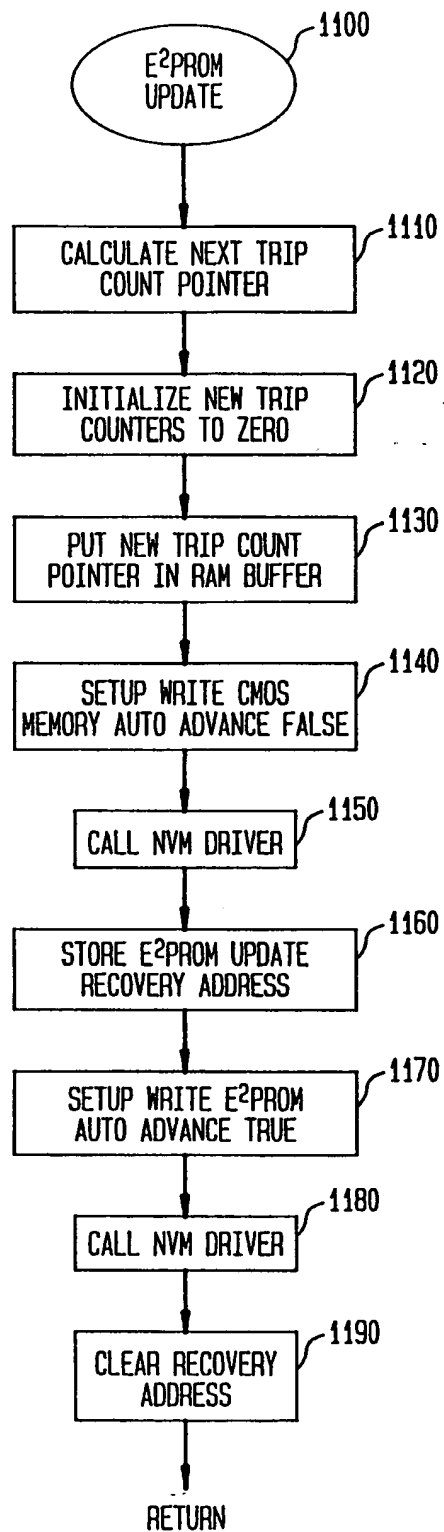 1100
E²PROM
UPDATE
1110
CALCULATE NEXT TRIP
COUNT POINTER
1120
INITIALIZE NEW TRIP
COUNTERS TO ZERO
1130
PUT NEW TRIP COUNT
POINTER IN RAM BUFFER
1140
SETUP WRITE CMOS
MEMORY AUTO ADVANCE FALSE
1150
CALL NVM DRIVER
1160
STORE E²PROM UPDATE
RECOVERY ADDRESS
1170
SETUP WRITE E²PROM
AUTO ADVANCE TRUE
1180
CALL NVM DRIVER
1190
CLEAR RECOVERY
ADDRESS
RETURN